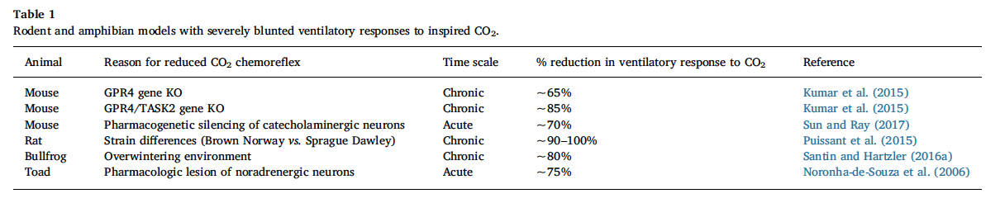 Table 1
Rodent and amphibian models with severely blunted ventilatory responses to inspired CO₂.
Animal Reason for reduced CO₂ chemoreflex Time scale % reduction in ventilatory response to CO₂ Reference
Mouse GPR4 gene KO Chronic ~65% Kumar et al. (2015)
Mouse GPR4/TASK2 gene KO Chronic ~85% Kumar et al. (2015)
Mouse Pharmacogenetic silencing of catecholaminergic neurons Acute ~70% Sun and Ray (2017)
Rat Strain differences (Brown Norway vs. Sprague Dawley) Chronic ~90–100% Puissant et al. (2015)
Bullfrog Overwintering environment Chronic ~80% Santin and Hartzler (2016a)
Toad Pharmacologic lesion of noradrenergic neurons Acute ~75% Noronha-de-Souza et al. (2006)